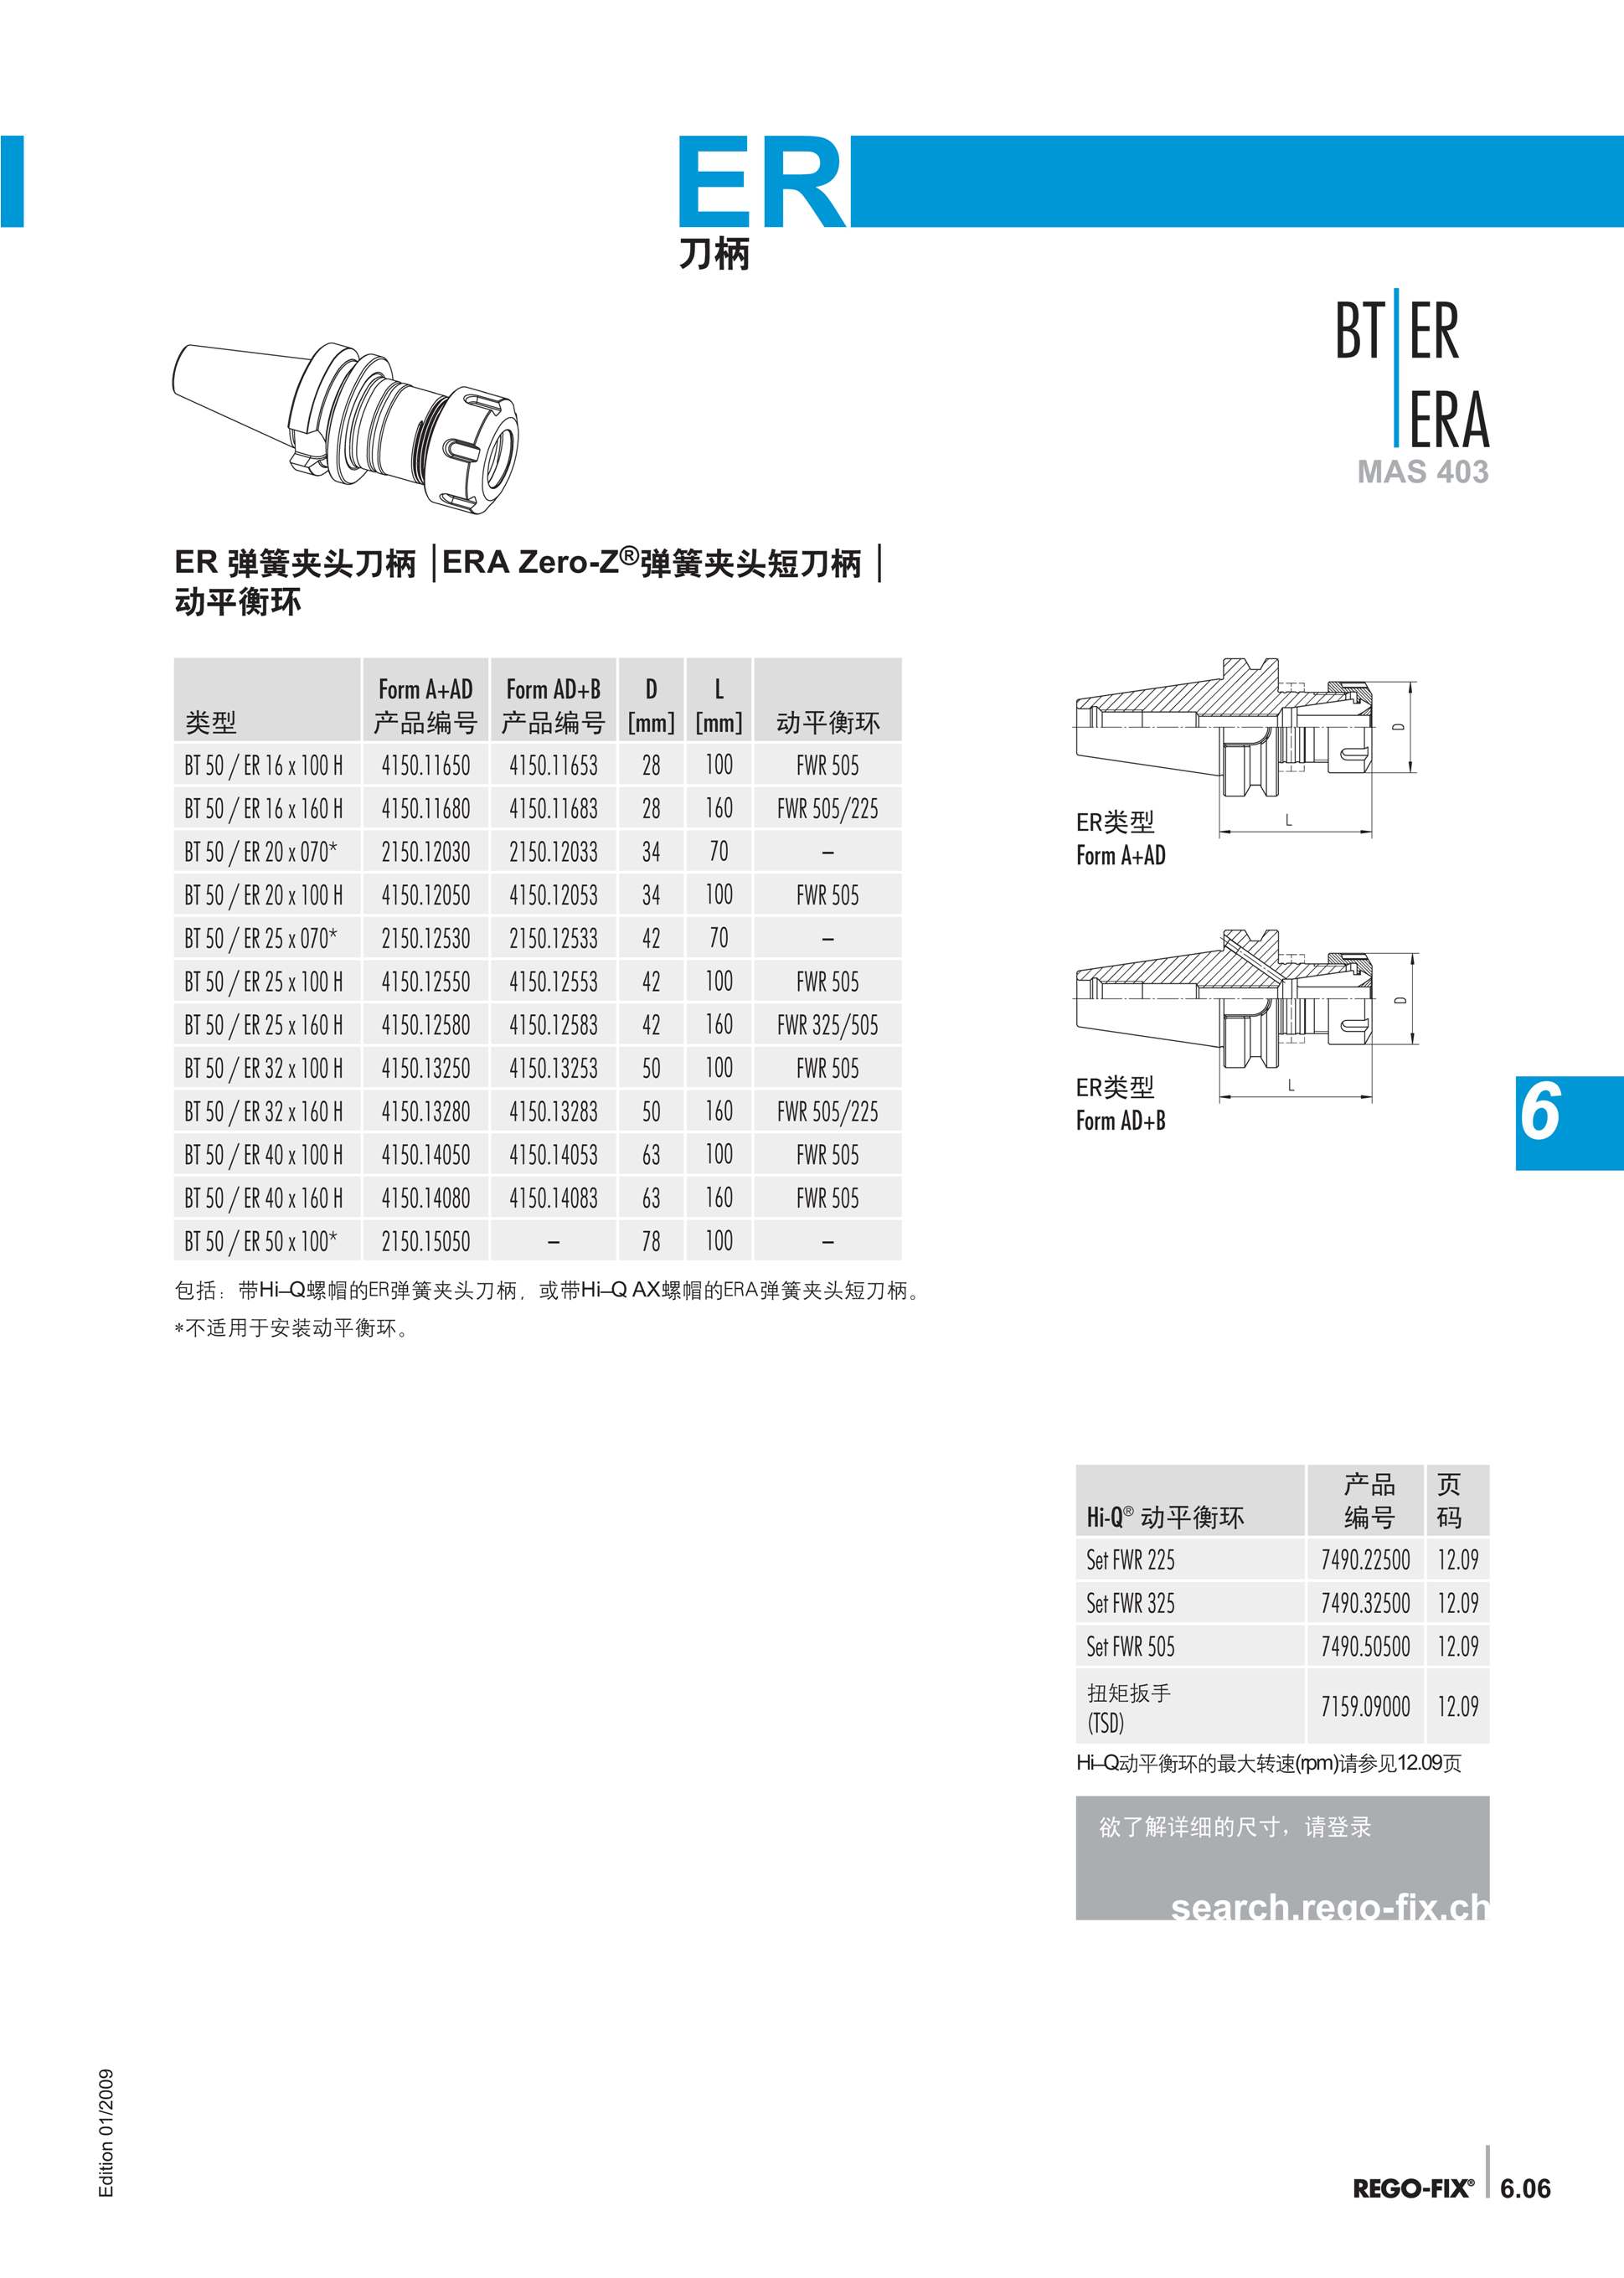 ER
刀柄
BT ER
ERA
MAS 403
ER 弹簧夹头刀柄 | ERA Zero-Z®弹簧夹头短刀柄 |
动平衡环
类型 Form A+AD 产品编号 Form AD+B 产品编号 D [mm] L [mm] 动平衡环
BT 50 / ER 16 x 100 H 4150.11650 4150.11653 28 100 FWR 505
BT 50 / ER 16 x 160 H 4150.11680 4150.11683 28 160 FWR 505/225
BT 50 / ER 20 x 070* 2150.12030 2150.12033 34 70 –
BT 50 / ER 20 x 100 H 4150.12050 4150.12053 34 100 FWR 505
BT 50 / ER 25 x 070* 2150.12530 2150.12533 42 70 –
BT 50 / ER 25 x 100 H 4150.12550 4150.12553 42 100 FWR 505
BT 50 / ER 25 x 160 H 4150.12580 4150.12583 42 160 FWR 325/505
BT 50 / ER 32 x 100 H 4150.13250 4150.13253 50 100 FWR 505
BT 50 / ER 32 x 160 H 4150.13280 4150.13283 50 160 FWR 505/225
BT 50 / ER 40 x 100 H 4150.14050 4150.14053 63 100 FWR 505
BT 50 / ER 40 x 160 H 4150.14080 4150.14083 63 160 FWR 505
BT 50 / ER 50 x 100* 2150.15050 – 78 100 –
包括：带Hi–Q螺帽的ER弹簧夹头刀柄，或带Hi–Q AX螺帽的ERA弹簧夹头短刀柄。
*不适用于安装动平衡环。
D
L
ER类型
Form A+AD
D
L
ER类型
Form AD+B
6
Hi-Q® 动平衡环 产品编号 页码
Set FWR 225 7490.22500 12.09
Set FWR 325 7490.32500 12.09
Set FWR 505 7490.50500 12.09
扭矩扳手
(TSD) 7159.09000 12.09
Hi–Q动平衡环的最大转速(rpm)请参见12.09页
欲了解详细的尺寸，请登录
search.rego-fix.ch
Edition 01/2009
REGO-FIX® 6.06